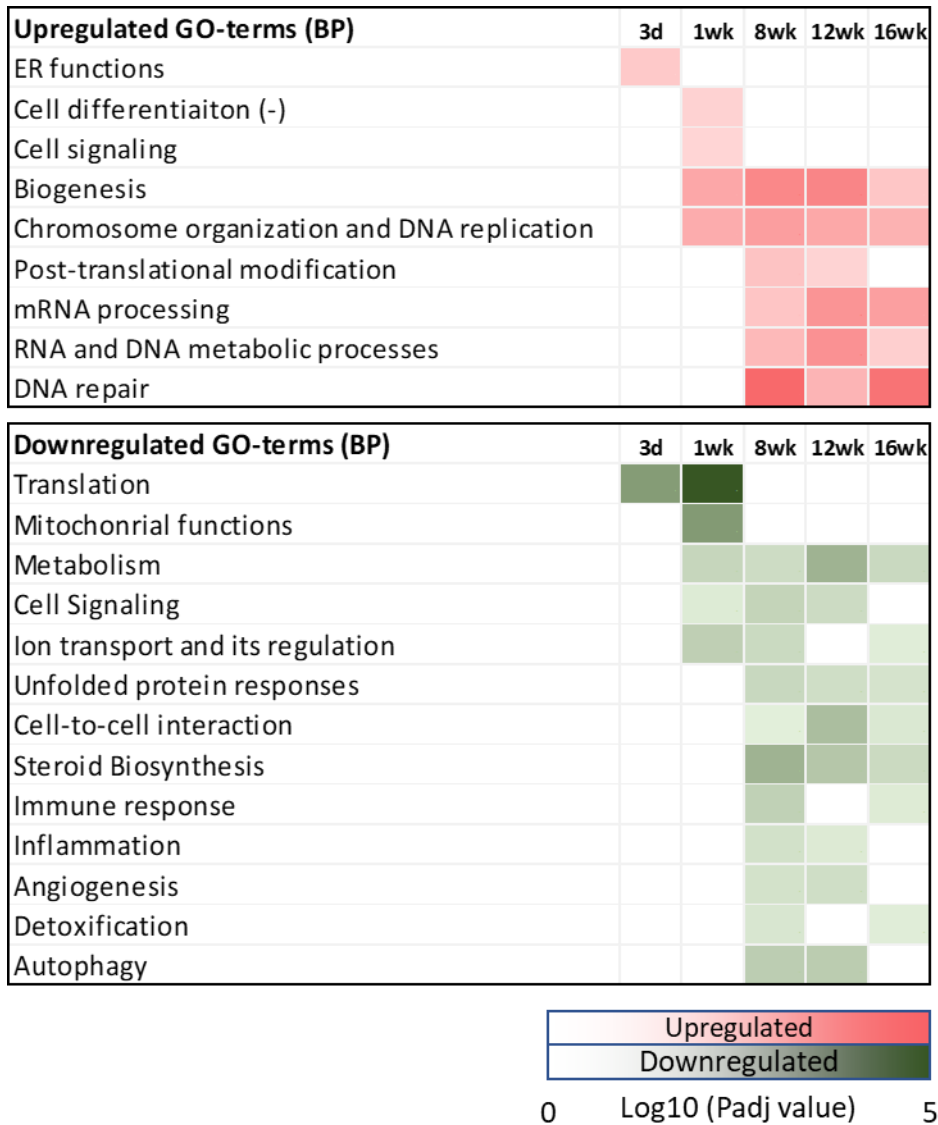 Upregulated GO-terms (BP) 3d 1wk 8wk 12wk 16wk
ER functions
Cell differentiaiton (-)
Cell signaling
Biogenesis
Chromosome organization and DNA replication
Post-translational modification
mRNA processing
RNA and DNA metabolic processes
DNA repair
Downregulated GO-terms (BP) 3d 1wk 8wk 12wk 16wk
Translation
Mitochonrial functions
Metabolism
Cell Signaling
Ion transport and its regulation
Unfolded protein responses
Cell-to-cell interaction
Steroid Biosynthesis
Immune response
Inflammation
Angiogenesis
Detoxification
Autophagy
Upregulated
Downregulated
0 Log10 (Padj value) 5